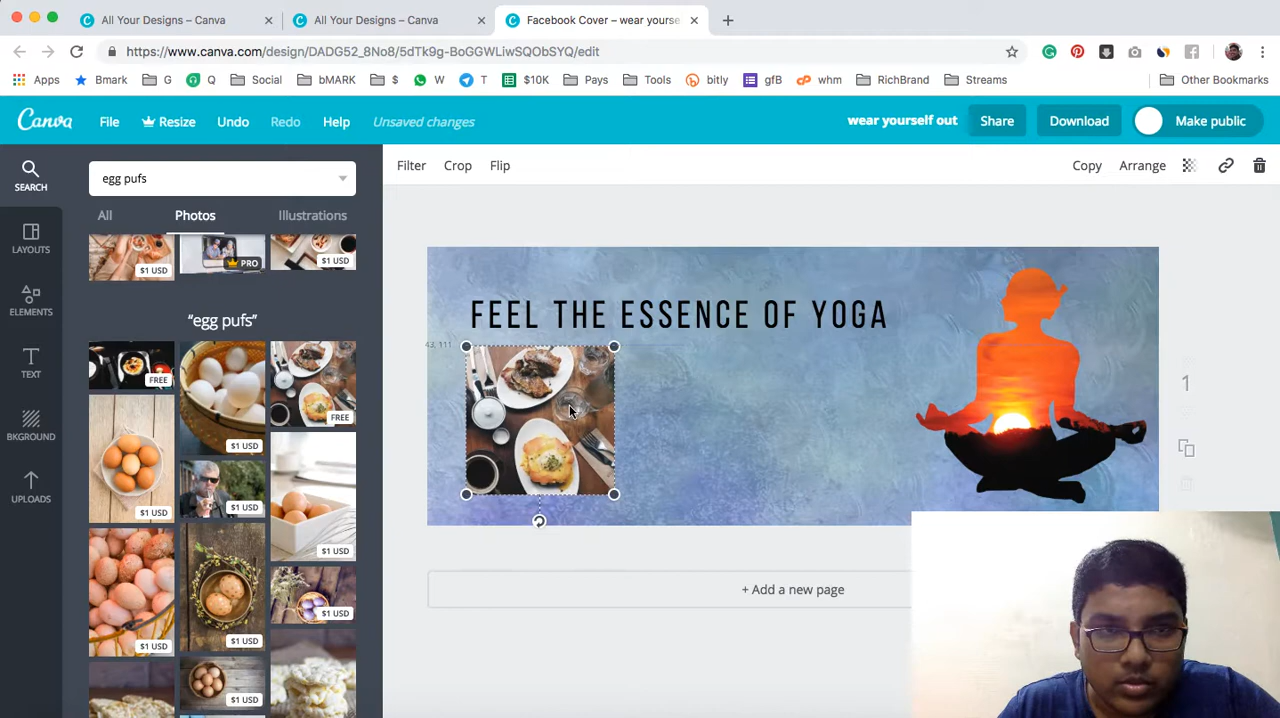 All Your Designs – Canva
All Your Designs – Canva
Facebook Cover – wear yourse
https://www.canva.com/design/DADG52_8No8/5dTk9g-BoGGWLiwSQObSYQ/edit
Apps
Bmark
G
Q
Social
bMARK
$
W
T
$10K
Pays
Tools
bitly
gfB
whm
RichBrand
Streams
Other Bookmarks
Canva
File
Resize
Undo
Redo
Help
Unsaved changes
wear yourself out
Share
Download
Make public
SEARCH
egg pufs
Filter
Crop
Flip
Copy
Arrange
All
Photos
Illustrations
LAYOUTS
ELEMENTS
TEXT
BKGROUND
UPLOADS
$1 USD
PRO
$1 USD
"egg pufs"
FREE
$1 USD
FREE
$1 USD
$1 USD
$1 USD
$1 USD
$1 USD
$1 USD
$1 USD
$1 USD
FEEL THE ESSENCE OF YOGA
43, 111
1
+ Add a new page